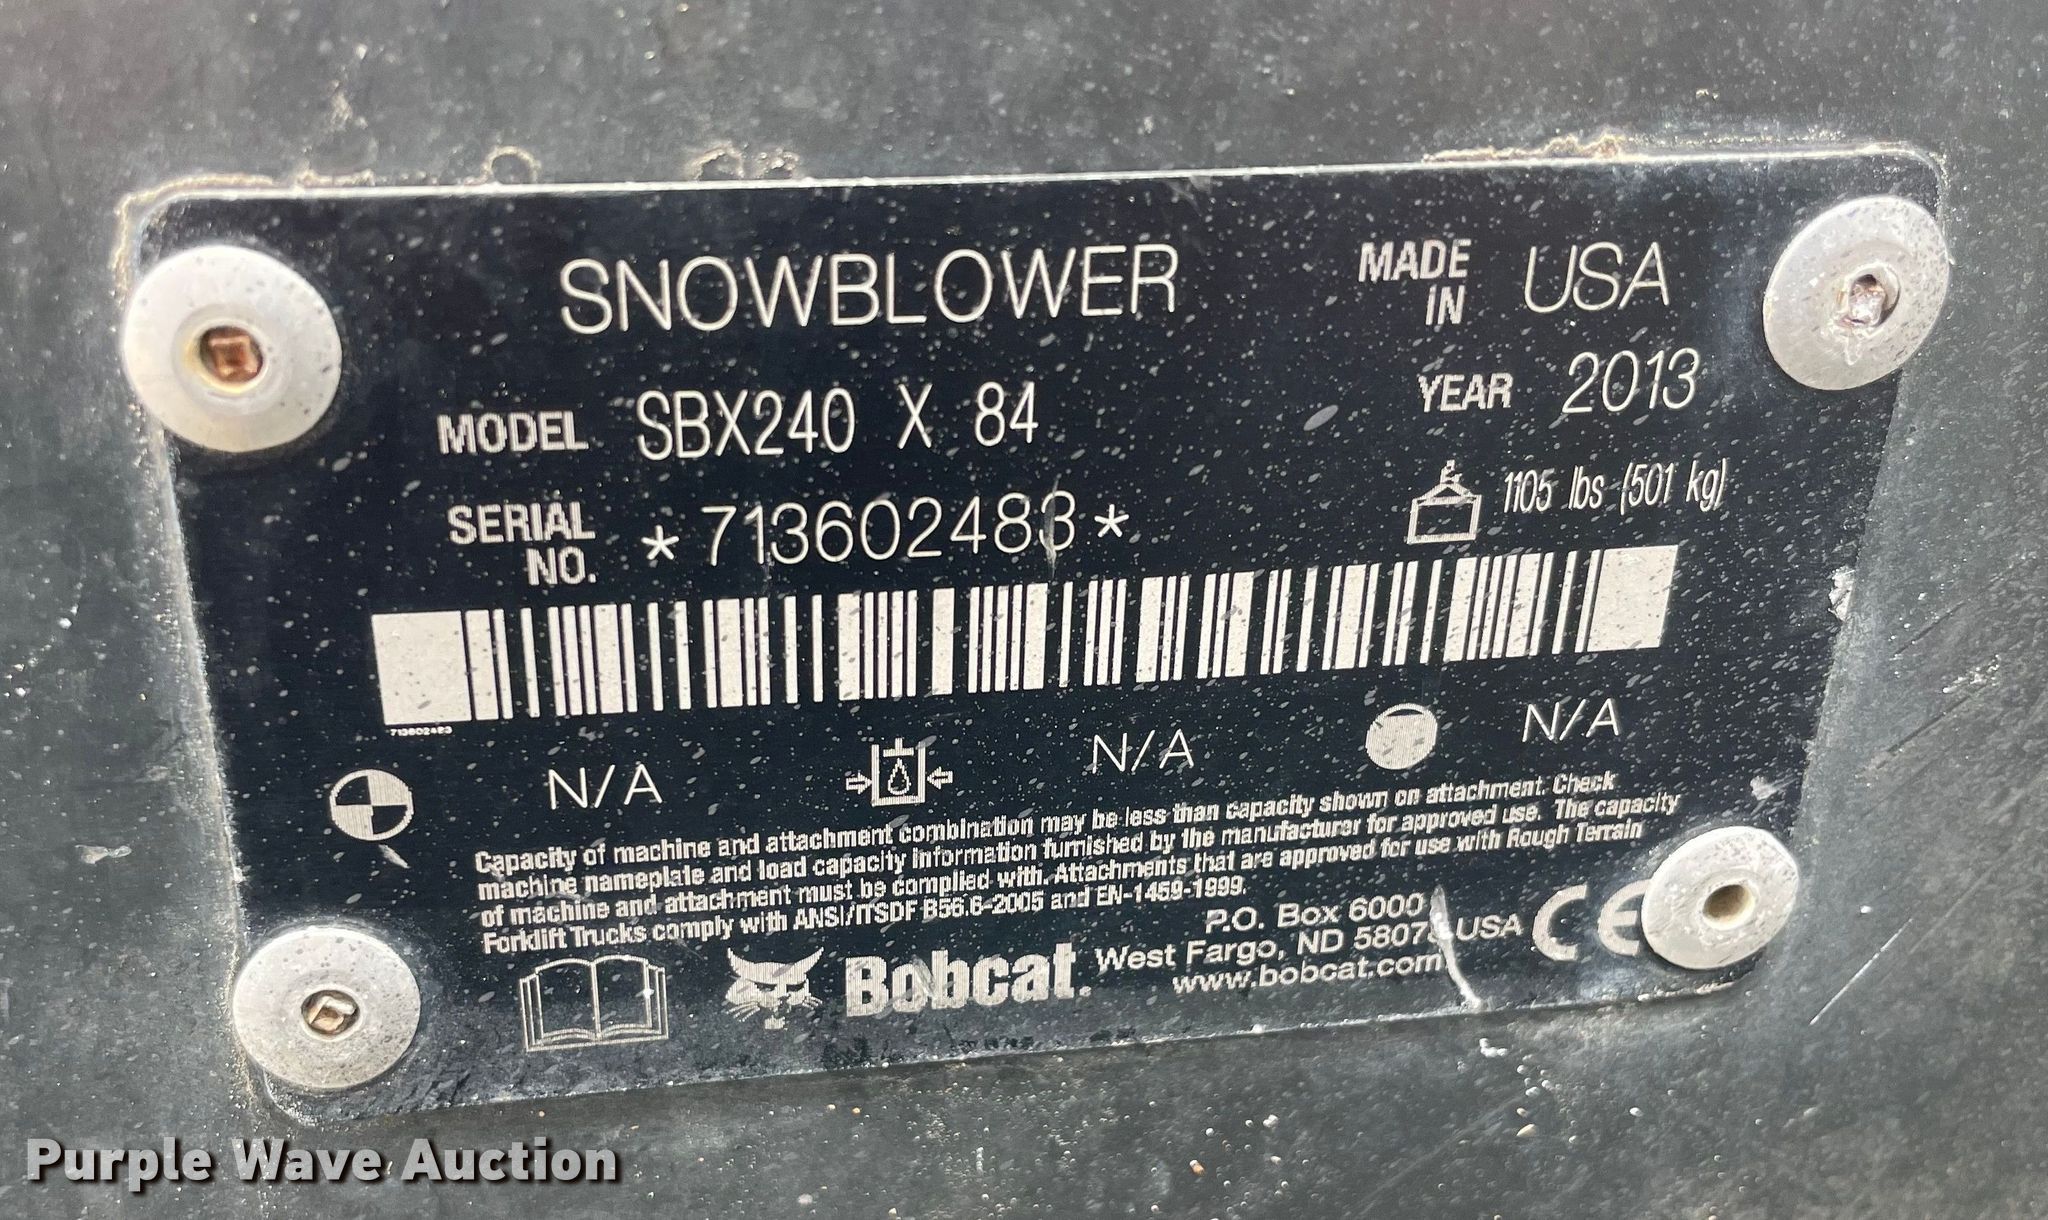 SNOWBLOWER
MADE IN USA
MODEL SBX240 X 84
YEAR 2013
SERIAL NO. *713602483*
1105 lbs (501 kg)
713602483
N/A
N/A
N/A
Capacity of machine and attachment combination may be less than capacity shown on attachment. Check
machine nameplate and load capacity information furnished by the manufacturer for approved use. The capacity
of machine and attachment must be complied with. Attachments that are approved for use with Rough Terrain
Forklift Trucks comply with ANSI/ITSDF B56.6-2005 and EN-1459-1999.
Bobcat.
P.O. Box 6000
West Fargo, ND 58078 USA
www.bobcat.com
CE
Purple Wave Auction